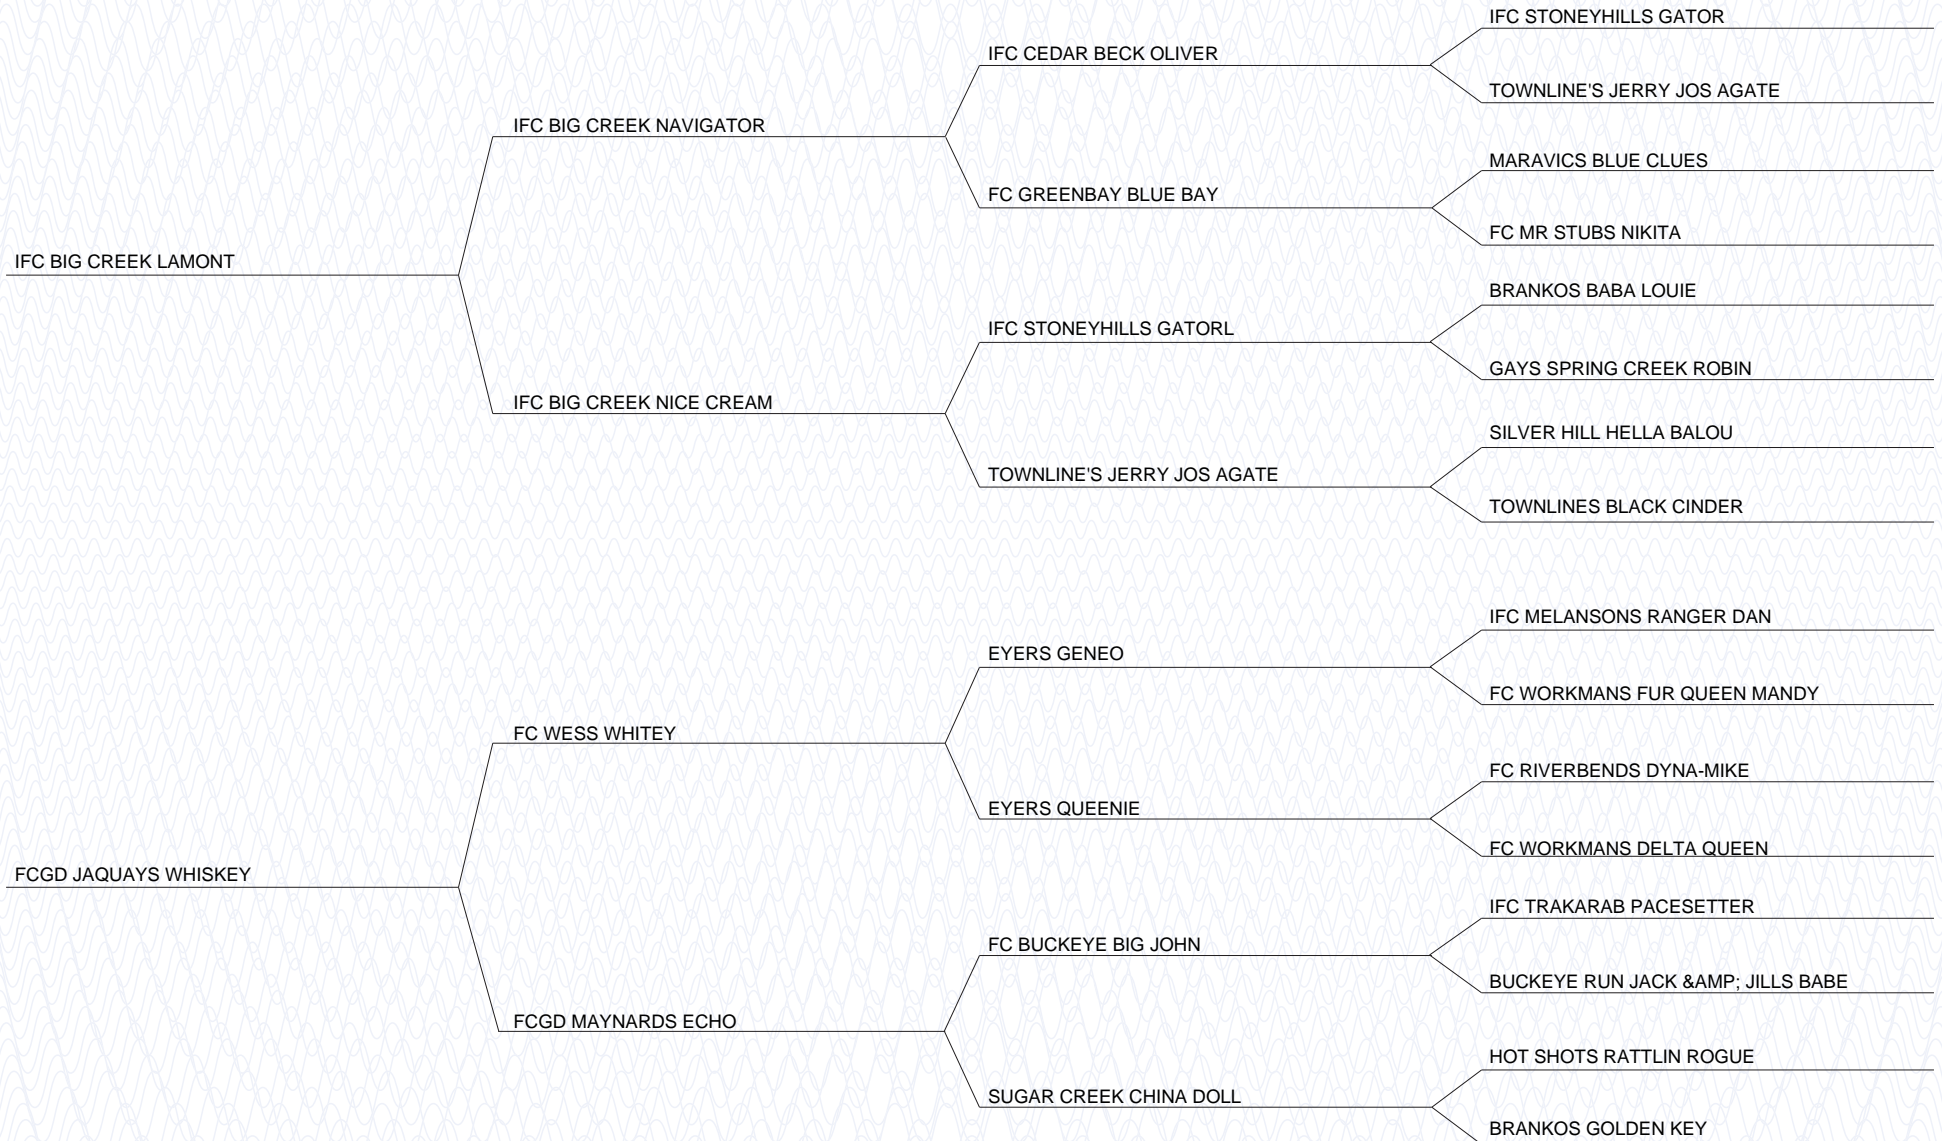 IFC STONEYHILLS GATOR
IFC CEDAR BECK OLIVER
TOWNLINE'S JERRY JOS AGATE
IFC BIG CREEK NAVIGATOR
MARAVICS BLUE CLUES
FC GREENBAY BLUE BAY
FC MR STUBS NIKITA
IFC BIG CREEK LAMONT
BRANKOS BABA LOUIE
IFC STONEYHILLS GATORL
GAYS SPRING CREEK ROBIN
IFC BIG CREEK NICE CREAM
SILVER HILL HELLA BALOU
TOWNLINE'S JERRY JOS AGATE
TOWNLINES BLACK CINDER
IFC MELANSONS RANGER DAN
EYERS GENEO
FC WORKMANS FUR QUEEN MANDY
FC WESS WHITEY
FC RIVERBENDS DYNA-MIKE
EYERS QUEENIE
FC WORKMANS DELTA QUEEN
FCGD JAQUAYS WHISKEY
IFC TRAKARAB PACESETTER
FC BUCKEYE BIG JOHN
BUCKEYE RUN JACK &AMP; JILLS BABE
FCGD MAYNARDS ECHO
HOT SHOTS RATTLIN ROGUE
SUGAR CREEK CHINA DOLL
BRANKOS GOLDEN KEY